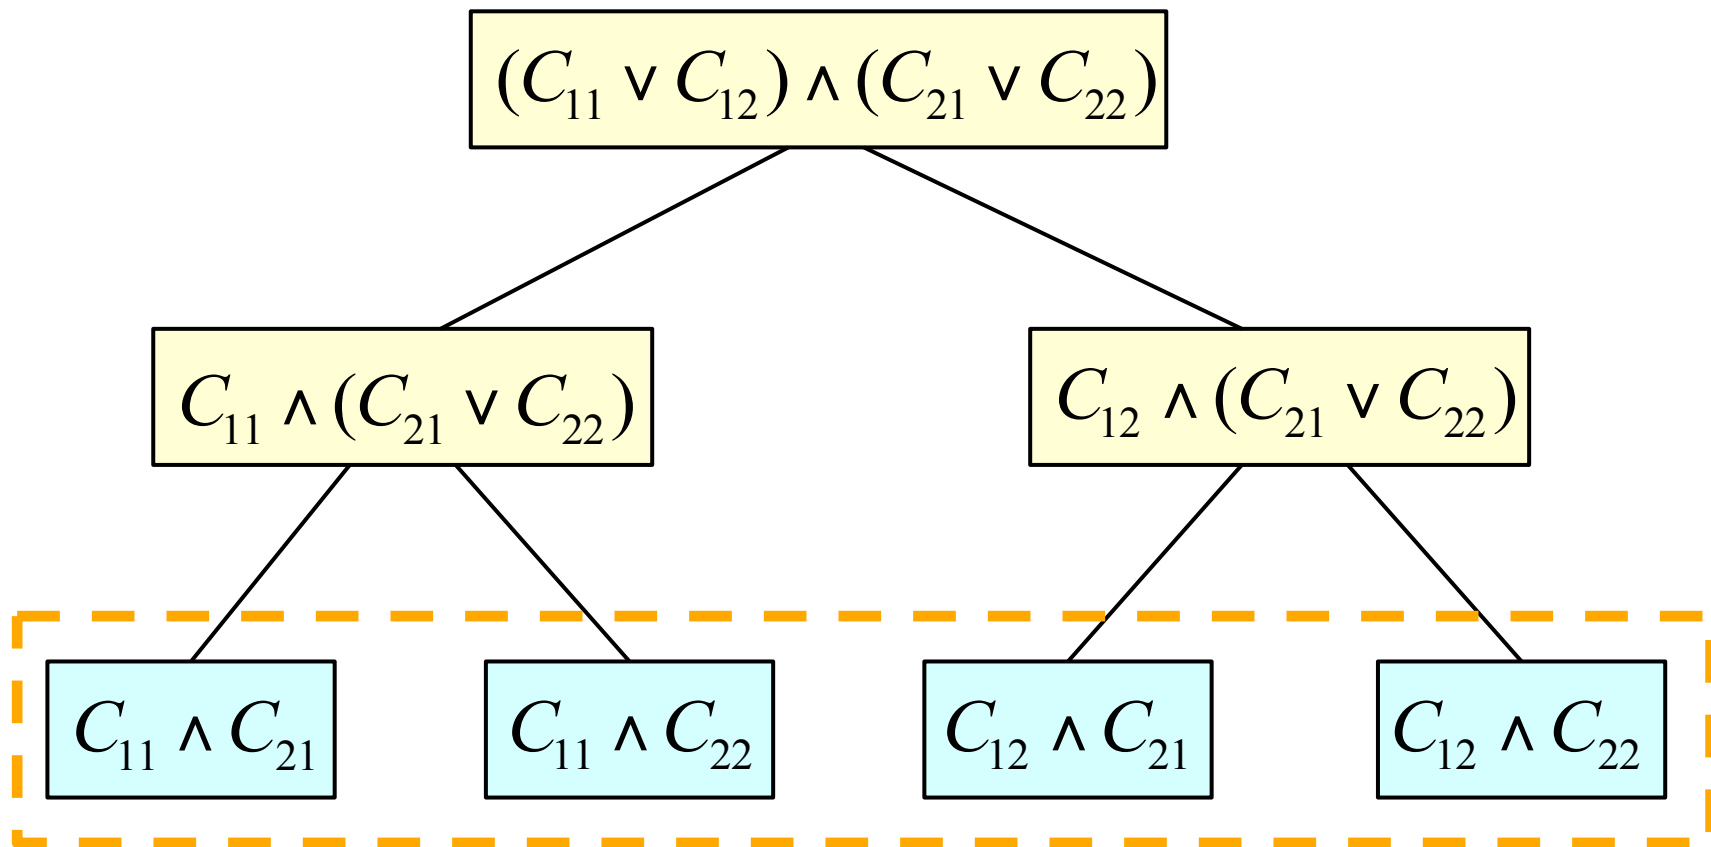 (C₁₁ ∨ C₁₂) ∧ (C₂₁ ∨ C₂₂)
C₁₁ ∧ (C₂₁ ∨ C₂₂)
C₁₂ ∧ (C₂₁ ∨ C₂₂)
C₁₁ ∧ C₂₁
C₁₁ ∧ C₂₂
C₁₂ ∧ C₂₁
C₁₂ ∧ C₂₂